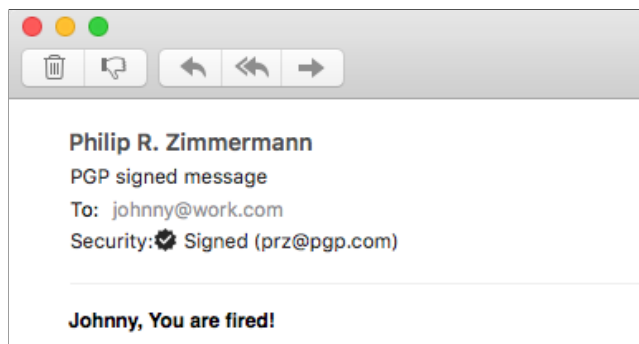 Philip R. Zimmermann
PGP signed message
To: johnny@work.com
Security: Signed (prz@pgp.com)
Johnny, You are fired!